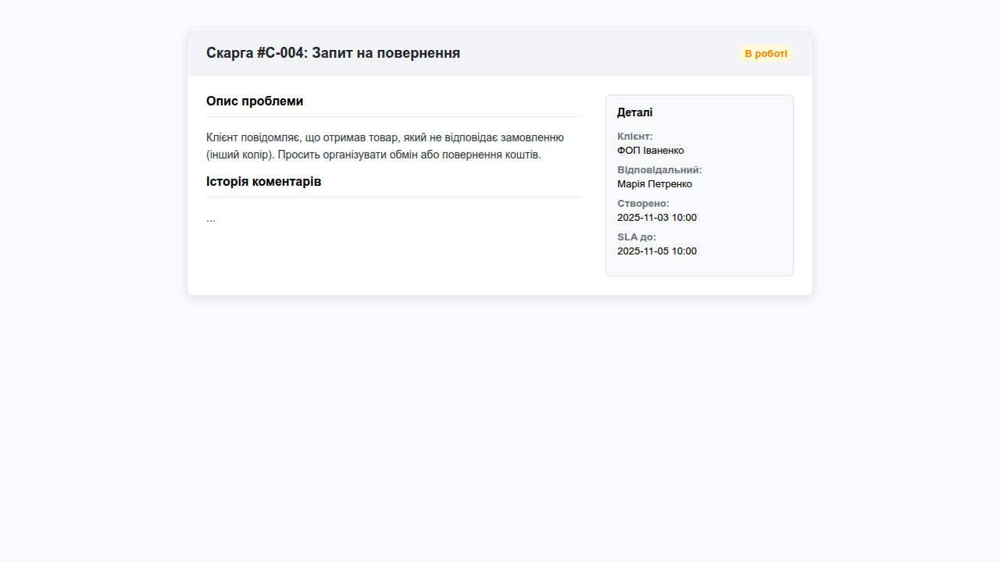 Скарга #C-004: Запит на повернення
В роботі
Опис проблеми
Клієнт повідомляє, що отримав товар, який не відповідає замовленню
(інший колір). Просить організувати обмін або повернення коштів.
Історія коментарів
...
Деталі
Клієнт:
ФОП Іваненко
Відповідальний:
Марія Петренко
Створено:
2025-11-03 10:00
SLA до:
2025-11-05 10:00